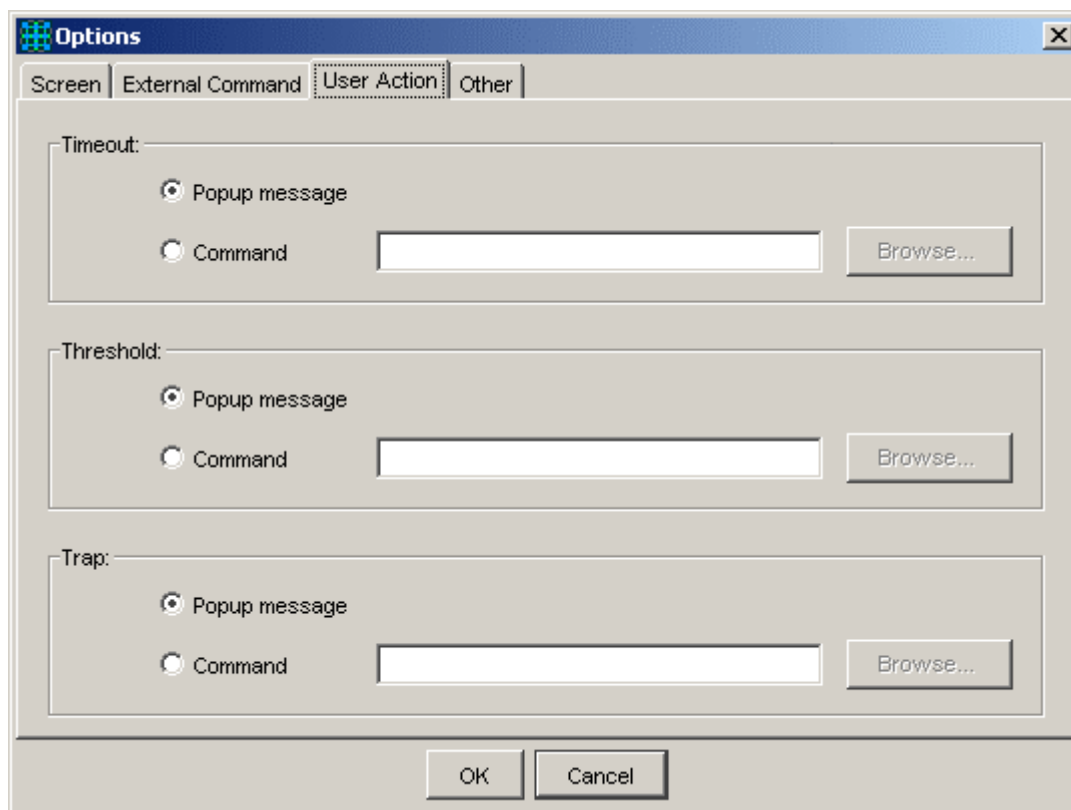 Options
Screen External Command User Action Other
Timeout:
Popup message
Command Browse...
Threshold:
Popup message
Command Browse...
Trap:
Popup message
Command Browse...
OK Cancel